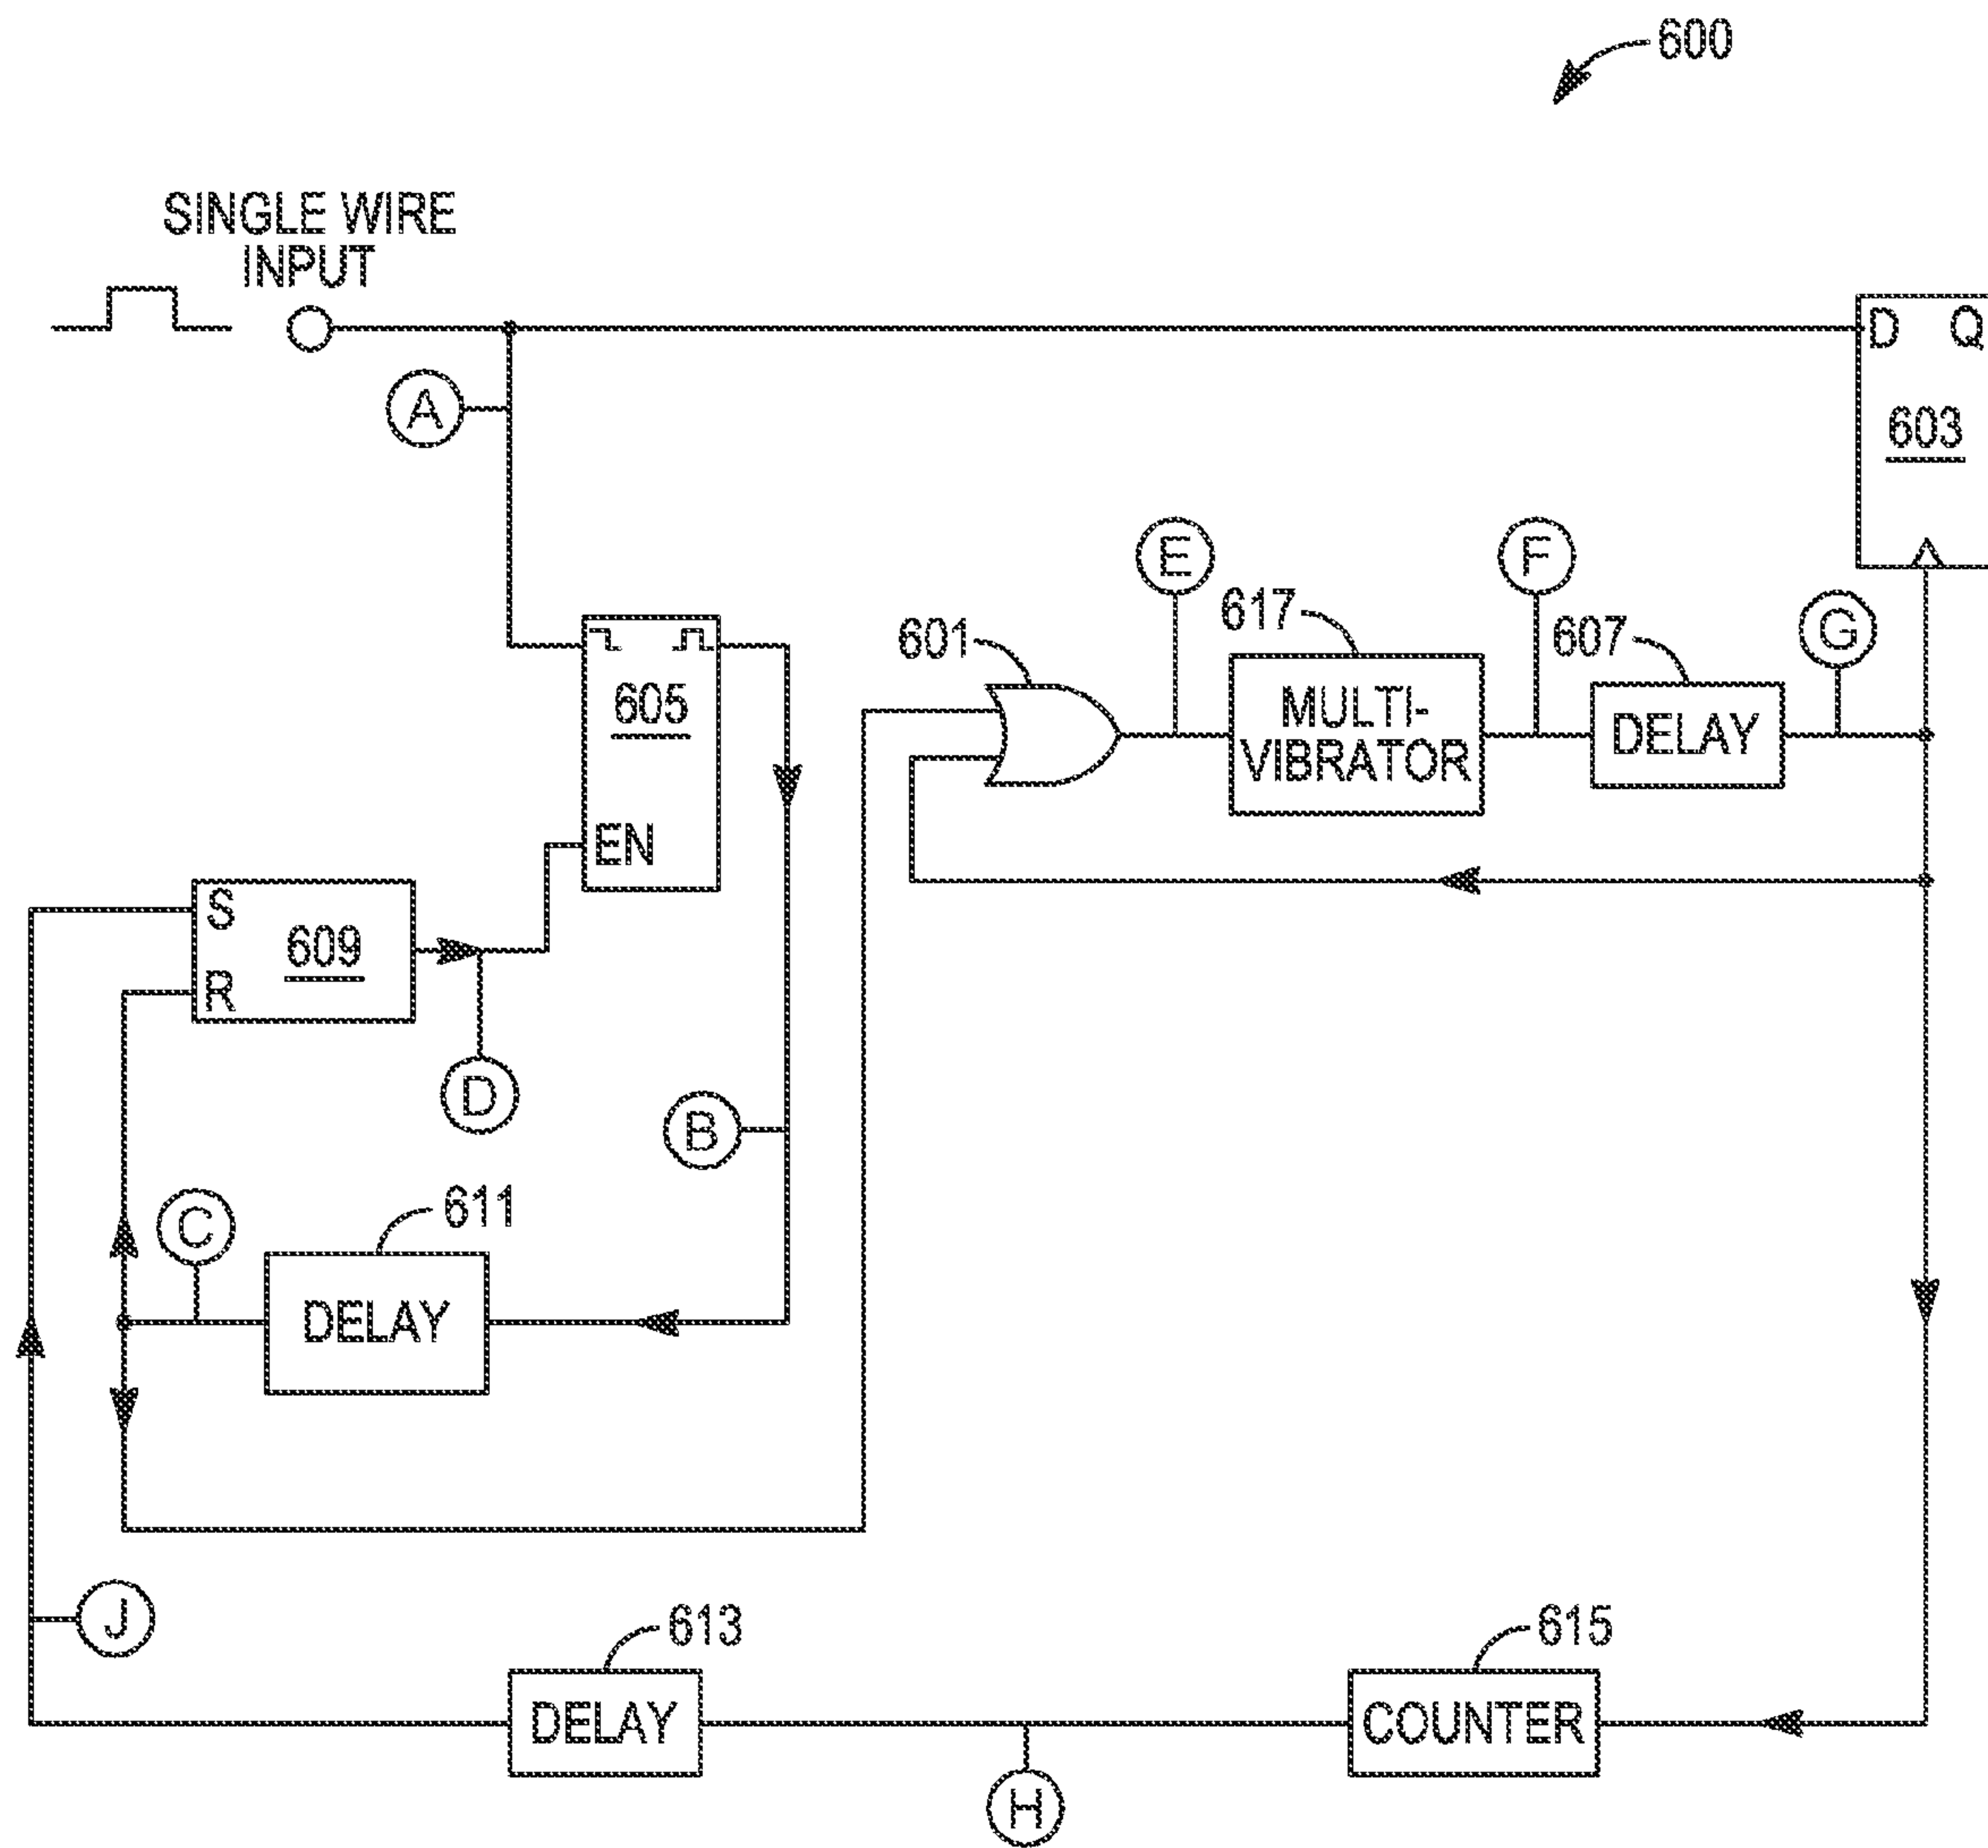 600
SINGLE WIRE
INPUT
D Q
A
603
E
F
617
607
G
601
605
MULTI-
VIBRATOR
DELAY
EN
S
609
R
D
B
611
C
DELAY
J
613
615
DELAY
COUNTER
H